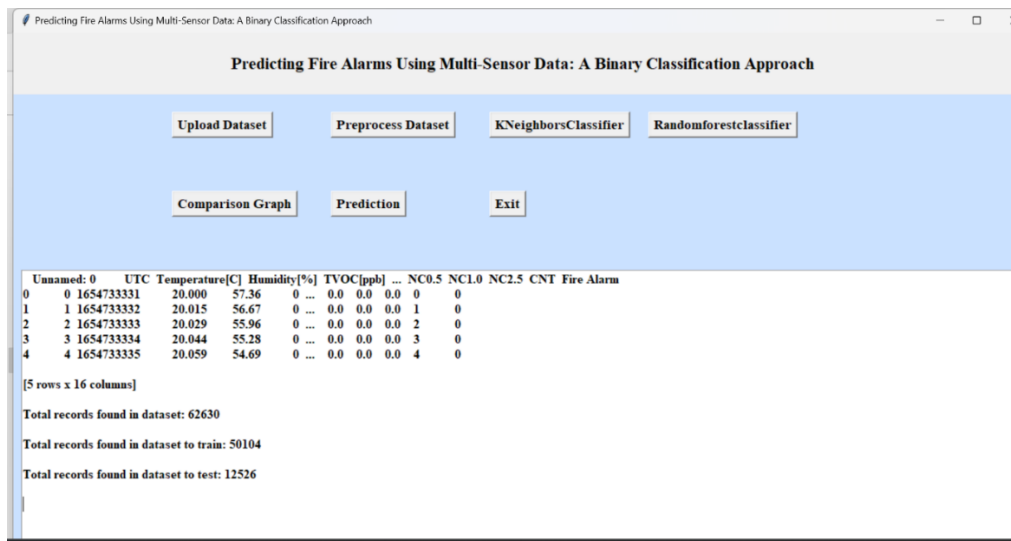 Predicting Fire Alarms Using Multi-Sensor Data: A Binary Classification Approach
Predicting Fire Alarms Using Multi-Sensor Data: A Binary Classification Approach
Upload Dataset Preprocess Dataset KNeighborsClassifier Randomforestclassifier
Comparison Graph Prediction Exit
Unnamed: 0 UTC Temperature[C] Humidity[%] TVOC[ppb] ... NC0.5 NC1.0 NC2.5 CNT Fire Alarm
0 0 1654733331 20.000 57.36 0 ... 0.0 0.0 0.0 0 0
1 1 1654733332 20.015 56.67 0 ... 0.0 0.0 0.0 1 0
2 2 1654733333 20.029 55.96 0 ... 0.0 0.0 0.0 2 0
3 3 1654733334 20.044 55.28 0 ... 0.0 0.0 0.0 3 0
4 4 1654733335 20.059 54.69 0 ... 0.0 0.0 0.0 4 0
[5 rows x 16 columns]
Total records found in dataset: 62630
Total records found in dataset to train: 50104
Total records found in dataset to test: 12526